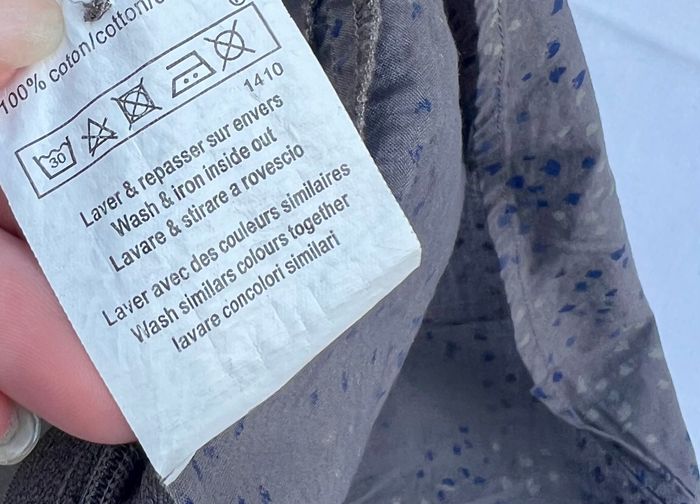 100% coton/cotton/
®
30
1410
Laver & repasser sur envers
Wash & iron inside out
Lavare & stirare a rovescio
Laver avec des couleurs similaires
Wash similars colours together
lavare concolori similari